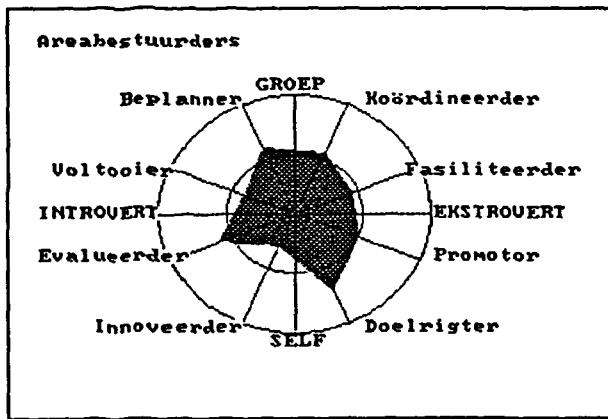 Areabestuurders
GROEP
Beplanner Koördineerder
Voltooier Fasiliteerder
INTROVERT EKSTROVERT
Evalueerder Promotor
Innoveerder Doelrigter
SELF